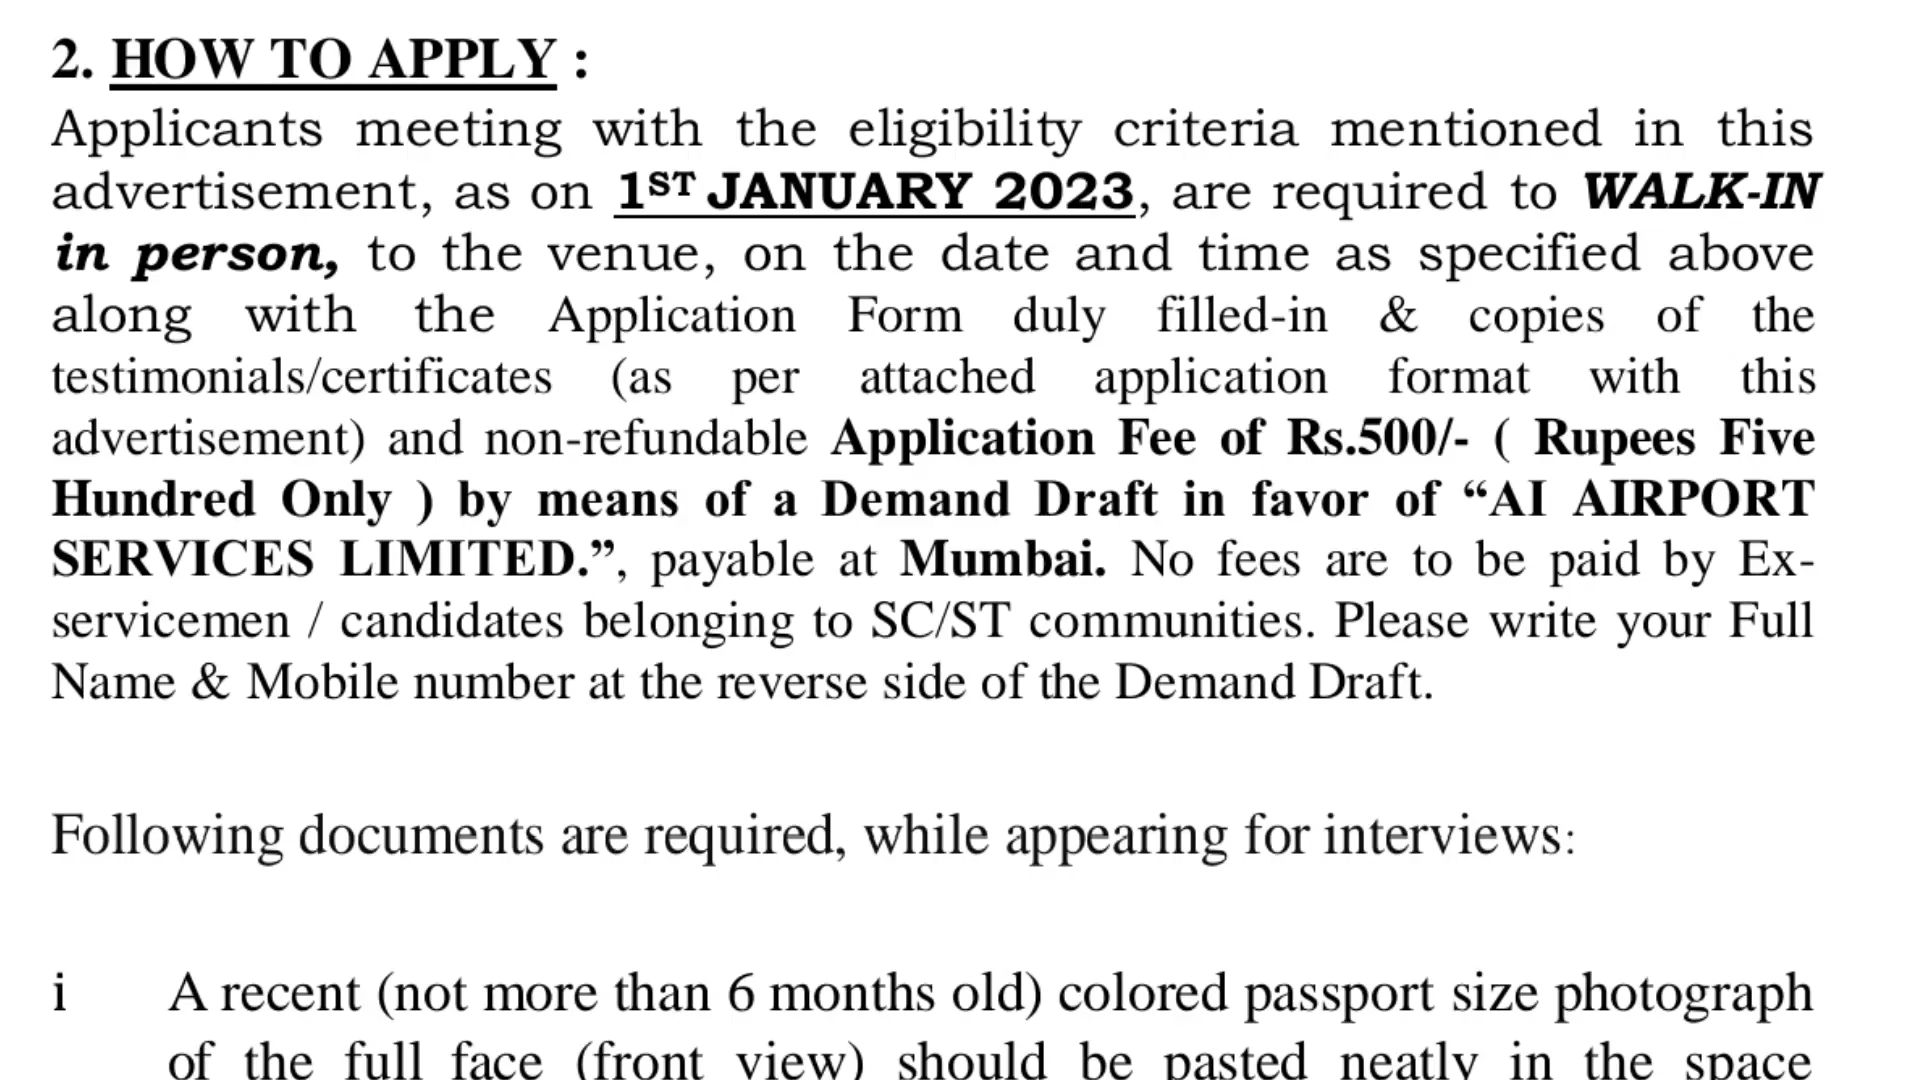 2. HOW TO APPLY :
Applicants meeting with the eligibility criteria mentioned in this
advertisement, as on 1ST JANUARY 2023, are required to WALK-IN
in person, to the venue, on the date and time as specified above
along with the Application Form duly filled-in & copies of the
testimonials/certificates (as per attached application format with this
advertisement) and non-refundable Application Fee of Rs.500/- ( Rupees Five
Hundred Only ) by means of a Demand Draft in favor of “AI AIRPORT
SERVICES LIMITED.”, payable at Mumbai. No fees are to be paid by Ex-
servicemen / candidates belonging to SC/ST communities. Please write your Full
Name & Mobile number at the reverse side of the Demand Draft.
Following documents are required, while appearing for interviews:
i A recent (not more than 6 months old) colored passport size photograph
of the full face (front view) should be pasted neatly in the space